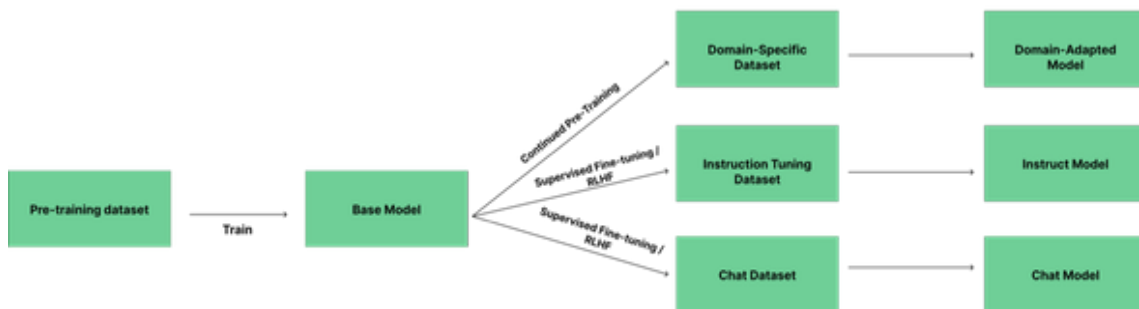 Domain-Specific
Dataset
Domain-Adapted
Model
Continued Pre-Training
Supervised Fine-tuning /
RLHF
Instruction Tuning
Dataset
Instruct Model
Pre-training dataset
Train
Base Model
Supervised Fine-tuning /
RLHF
Chat Dataset
Chat Model